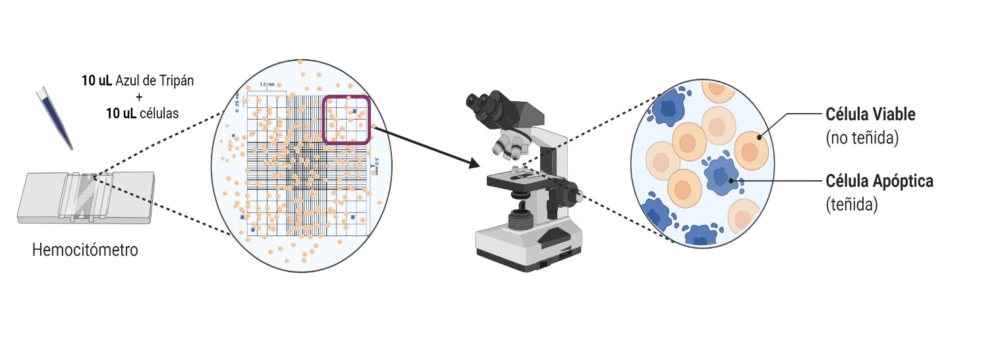 10 uL Azul de Tripán
+
10 uL células
Hemocitómetro
1.0 mm
0. 25 mm
3.0 mm
Célula Viable
(no teñida)
Célula Apóptica
(teñida)